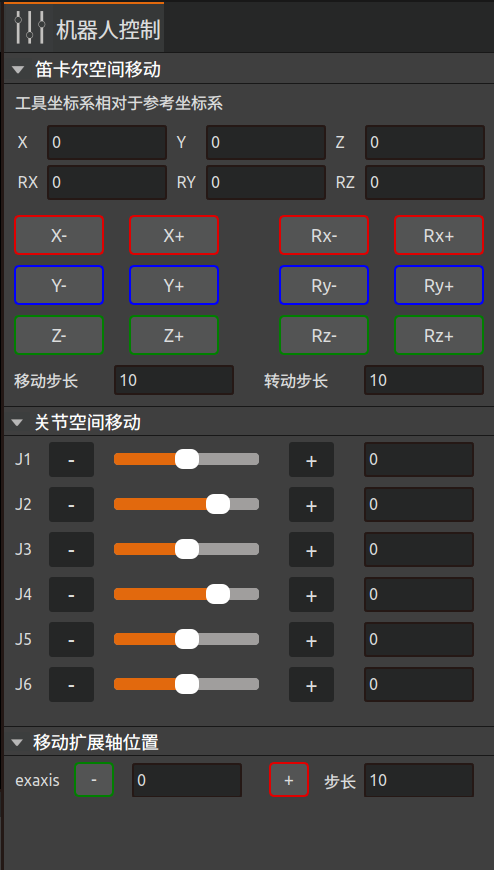 机器人控制
笛卡尔空间移动
工具坐标系相对于参考坐标系
X 0 Y 0 Z 0
RX 0 RY 0 RZ 0
X- X+ Rx- Rx+
Y- Y+ Ry- Ry+
Z- Z+ Rz- Rz+
移动步长 10 转动步长 10
关节空间移动
J1 - + 0
J2 - + 0
J3 - + 0
J4 - + 0
J5 - + 0
J6 - + 0
移动扩展轴位置
exaxis - 0 + 步长 10